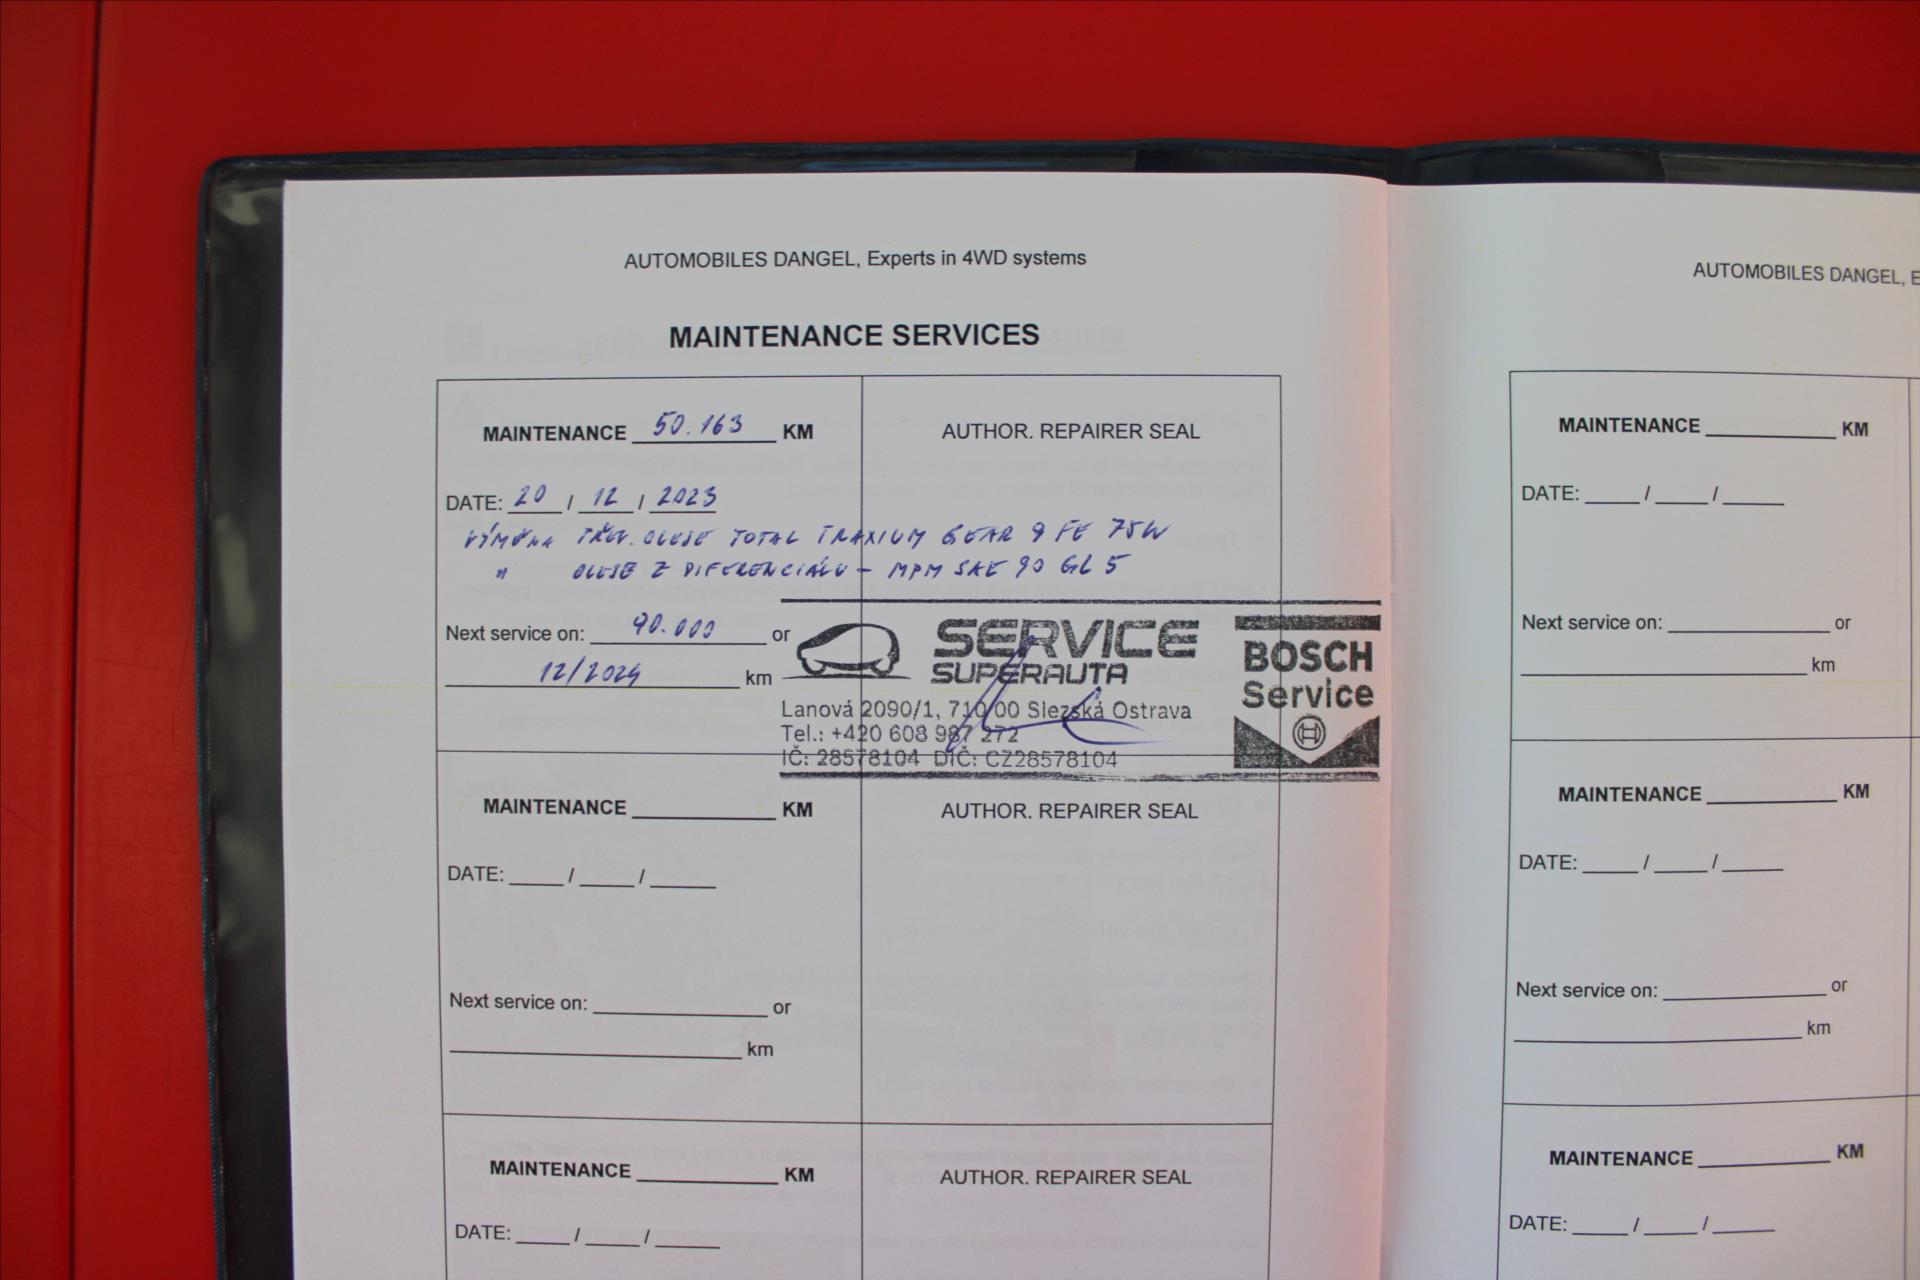 AUTOMOBILES DANGEL, Experts in 4WD systems
MAINTENANCE SERVICES
MAINTENANCE 50.163 KM
AUTHOR. REPAIRER SEAL
DATE: 20 / 12 / 2023
VÝMĚNA PŘEV. OLEJE TOTAL TRAXIUM GEAR 9 FE 75W
" OLEJE Z DIFERENCIÁLU - MPM SAE 90 GL 5
Next service on: 90.000 or
12/2024 km
SERVICE
SUPERAUTA
Lanová 2090/1, 710 00 Slezská Ostrava
Tel.: +420 608 987 272
IČ: 28578104 DIČ: CZ28578104
BOSCH
Service
MAINTENANCE KM
AUTHOR. REPAIRER SEAL
DATE: / /
Next service on: or
km
MAINTENANCE KM
AUTHOR. REPAIRER SEAL
DATE: / /
AUTOMOBILES DANGEL, E
MAINTENANCE KM
DATE: / /
Next service on: or
km
MAINTENANCE KM
DATE: / /
Next service on: or
km
MAINTENANCE KM
DATE: / /